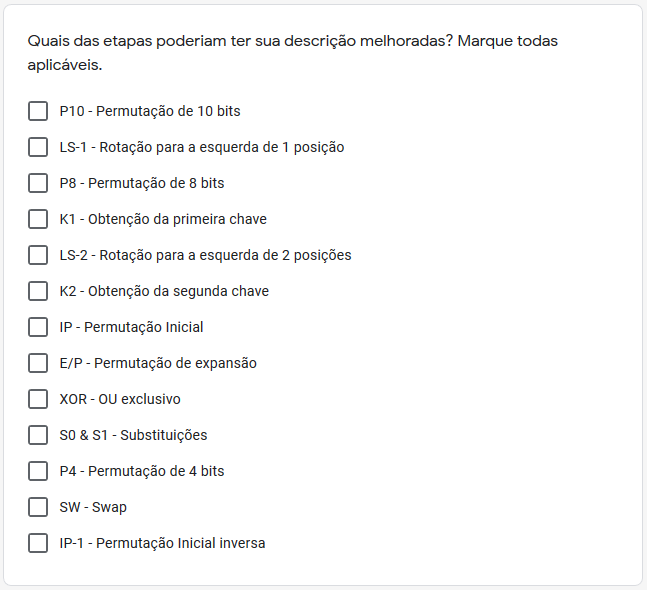 Quais das etapas poderiam ter sua descrição melhoradas? Marque todas
aplicáveis.
P10 - Permutação de 10 bits
LS-1 - Rotação para a esquerda de 1 posição
P8 - Permutação de 8 bits
K1 - Obtenção da primeira chave
LS-2 - Rotação para a esquerda de 2 posições
K2 - Obtenção da segunda chave
IP - Permutação Inicial
E/P - Permutação de expansão
XOR - OU exclusivo
S0 & S1 - Substituições
P4 - Permutação de 4 bits
SW - Swap
IP-1 - Permutação Inicial inversa